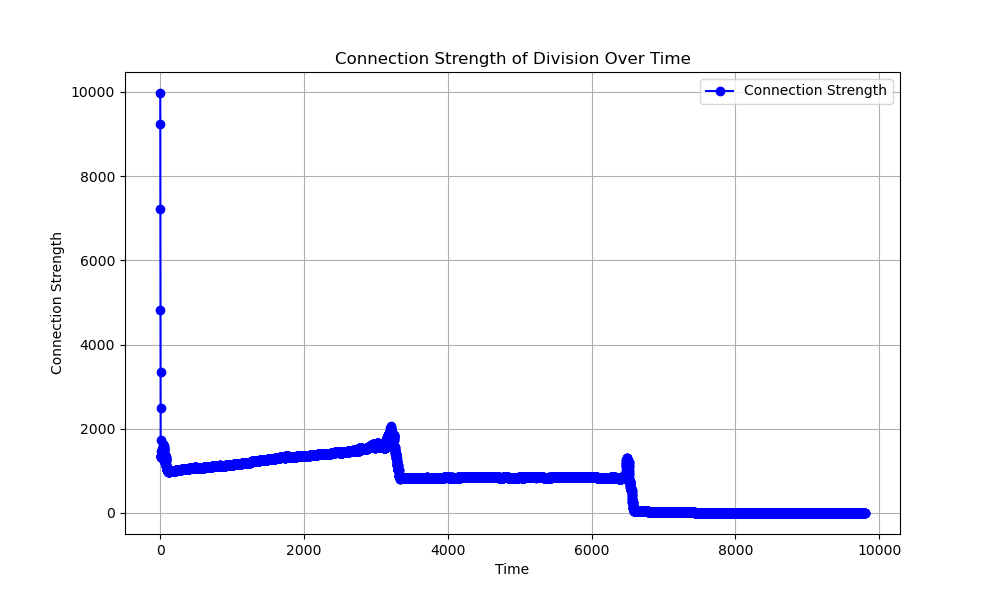 Connection Strength of Division Over Time
Connection Strength
10000
8000
6000
4000
2000
0
Connection Strength
0 2000 4000 6000 8000 10000
Time